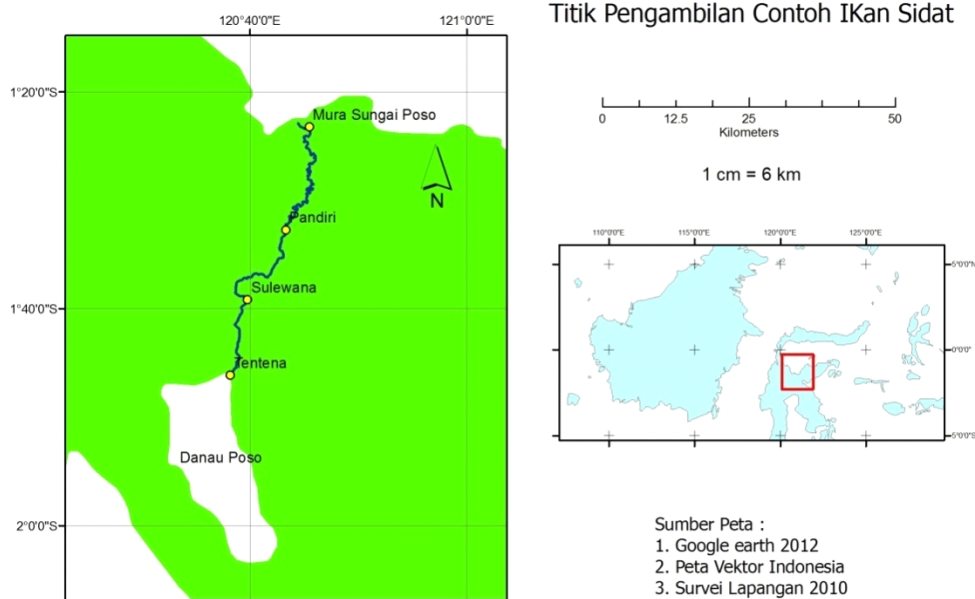 Titik Pengambilan Contoh IKan Sidat
120°40'0"E 121°0'0"E
1°20'0"S
Mura Sungai Poso
N
Pandiri
Sulewana
1°40'0"S
Tentena
Danau Poso
2°0'0"S
0 12.5 25 50
Kilometers
1 cm = 6 km
110°0'0"E 115°0'0"E 120°0'0"E 125°0'0"E
5°0'0"N
0°0'0"
5°0'0"S
Sumber Peta :
1. Google earth 2012
2. Peta Vektor Indonesia
3. Survei Lapangan 2010